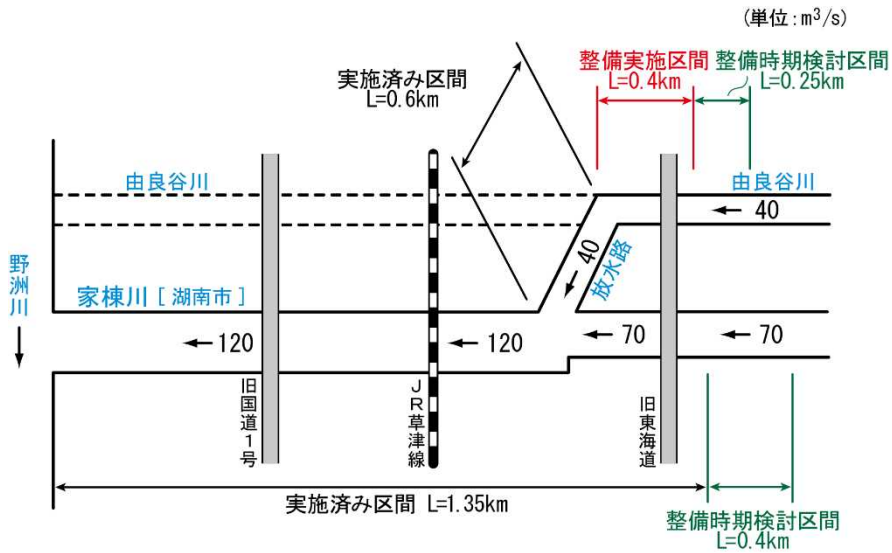 (単位:m³/s)
整備実施区間
L=0.4km
整備時期検討区間
L=0.25km
実施済み区間
L=0.6km
由良谷川
由良谷川
← 40
40
放水路
野洲川
家棟川 [ 湖南市 ]
← 120
← 120
← 70
← 70
旧国道1号
JR草津線
旧東海道
実施済み区間 L=1.35km
整備時期検討区間
L=0.4km